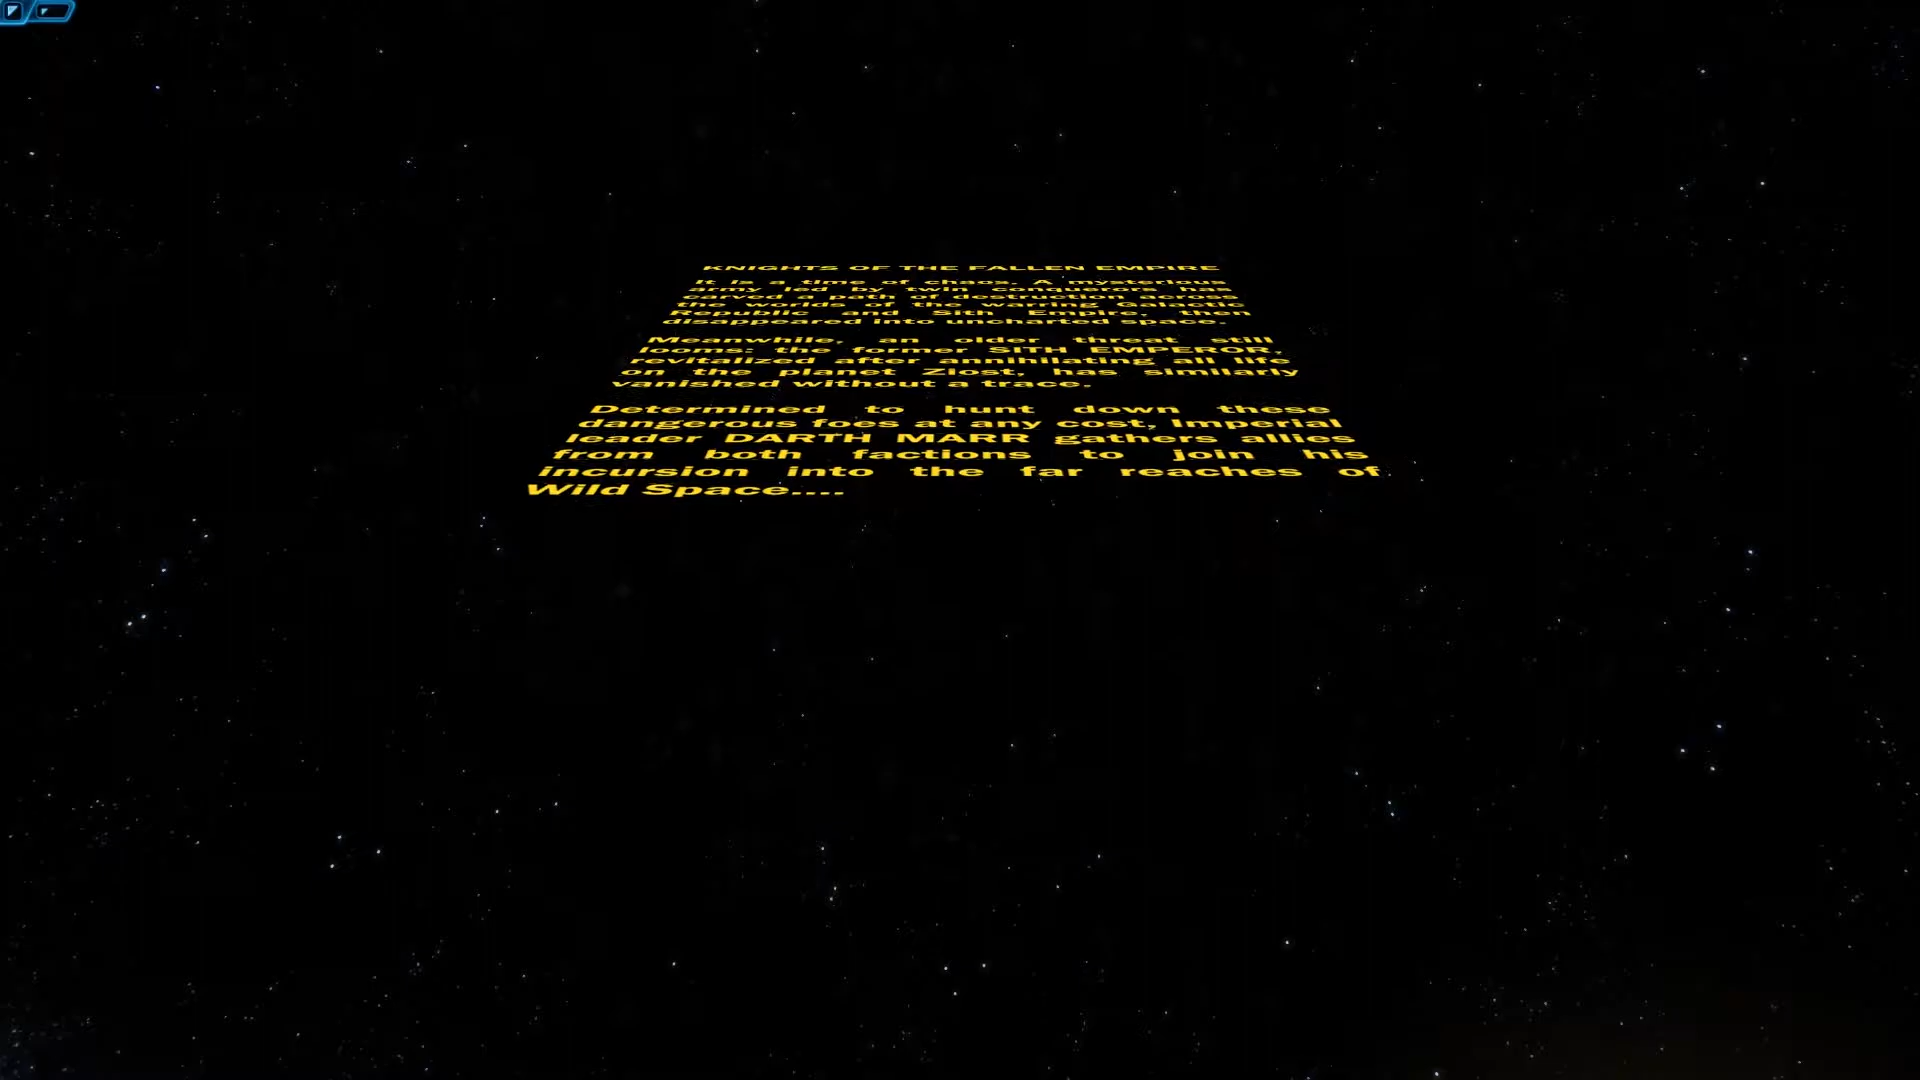 KNIGHTS OF THE FALLEN EMPIRE
It is a time of chaos. A mysterious
army led by twin conquerors has
carved a path of destruction across
the worlds of the warring Galactic
Republic and Sith Empire, then
disappeared into uncharted space.
Meanwhile, an older threat still
looms: the former SITH EMPEROR,
revitalized after annihilating all life
on the planet Ziost, has similarly
vanished without a trace.
Determined to hunt down these
dangerous foes at any cost, Imperial
leader DARTH MARR gathers allies
from both factions to join his
incursion into the far reaches of
Wild Space....